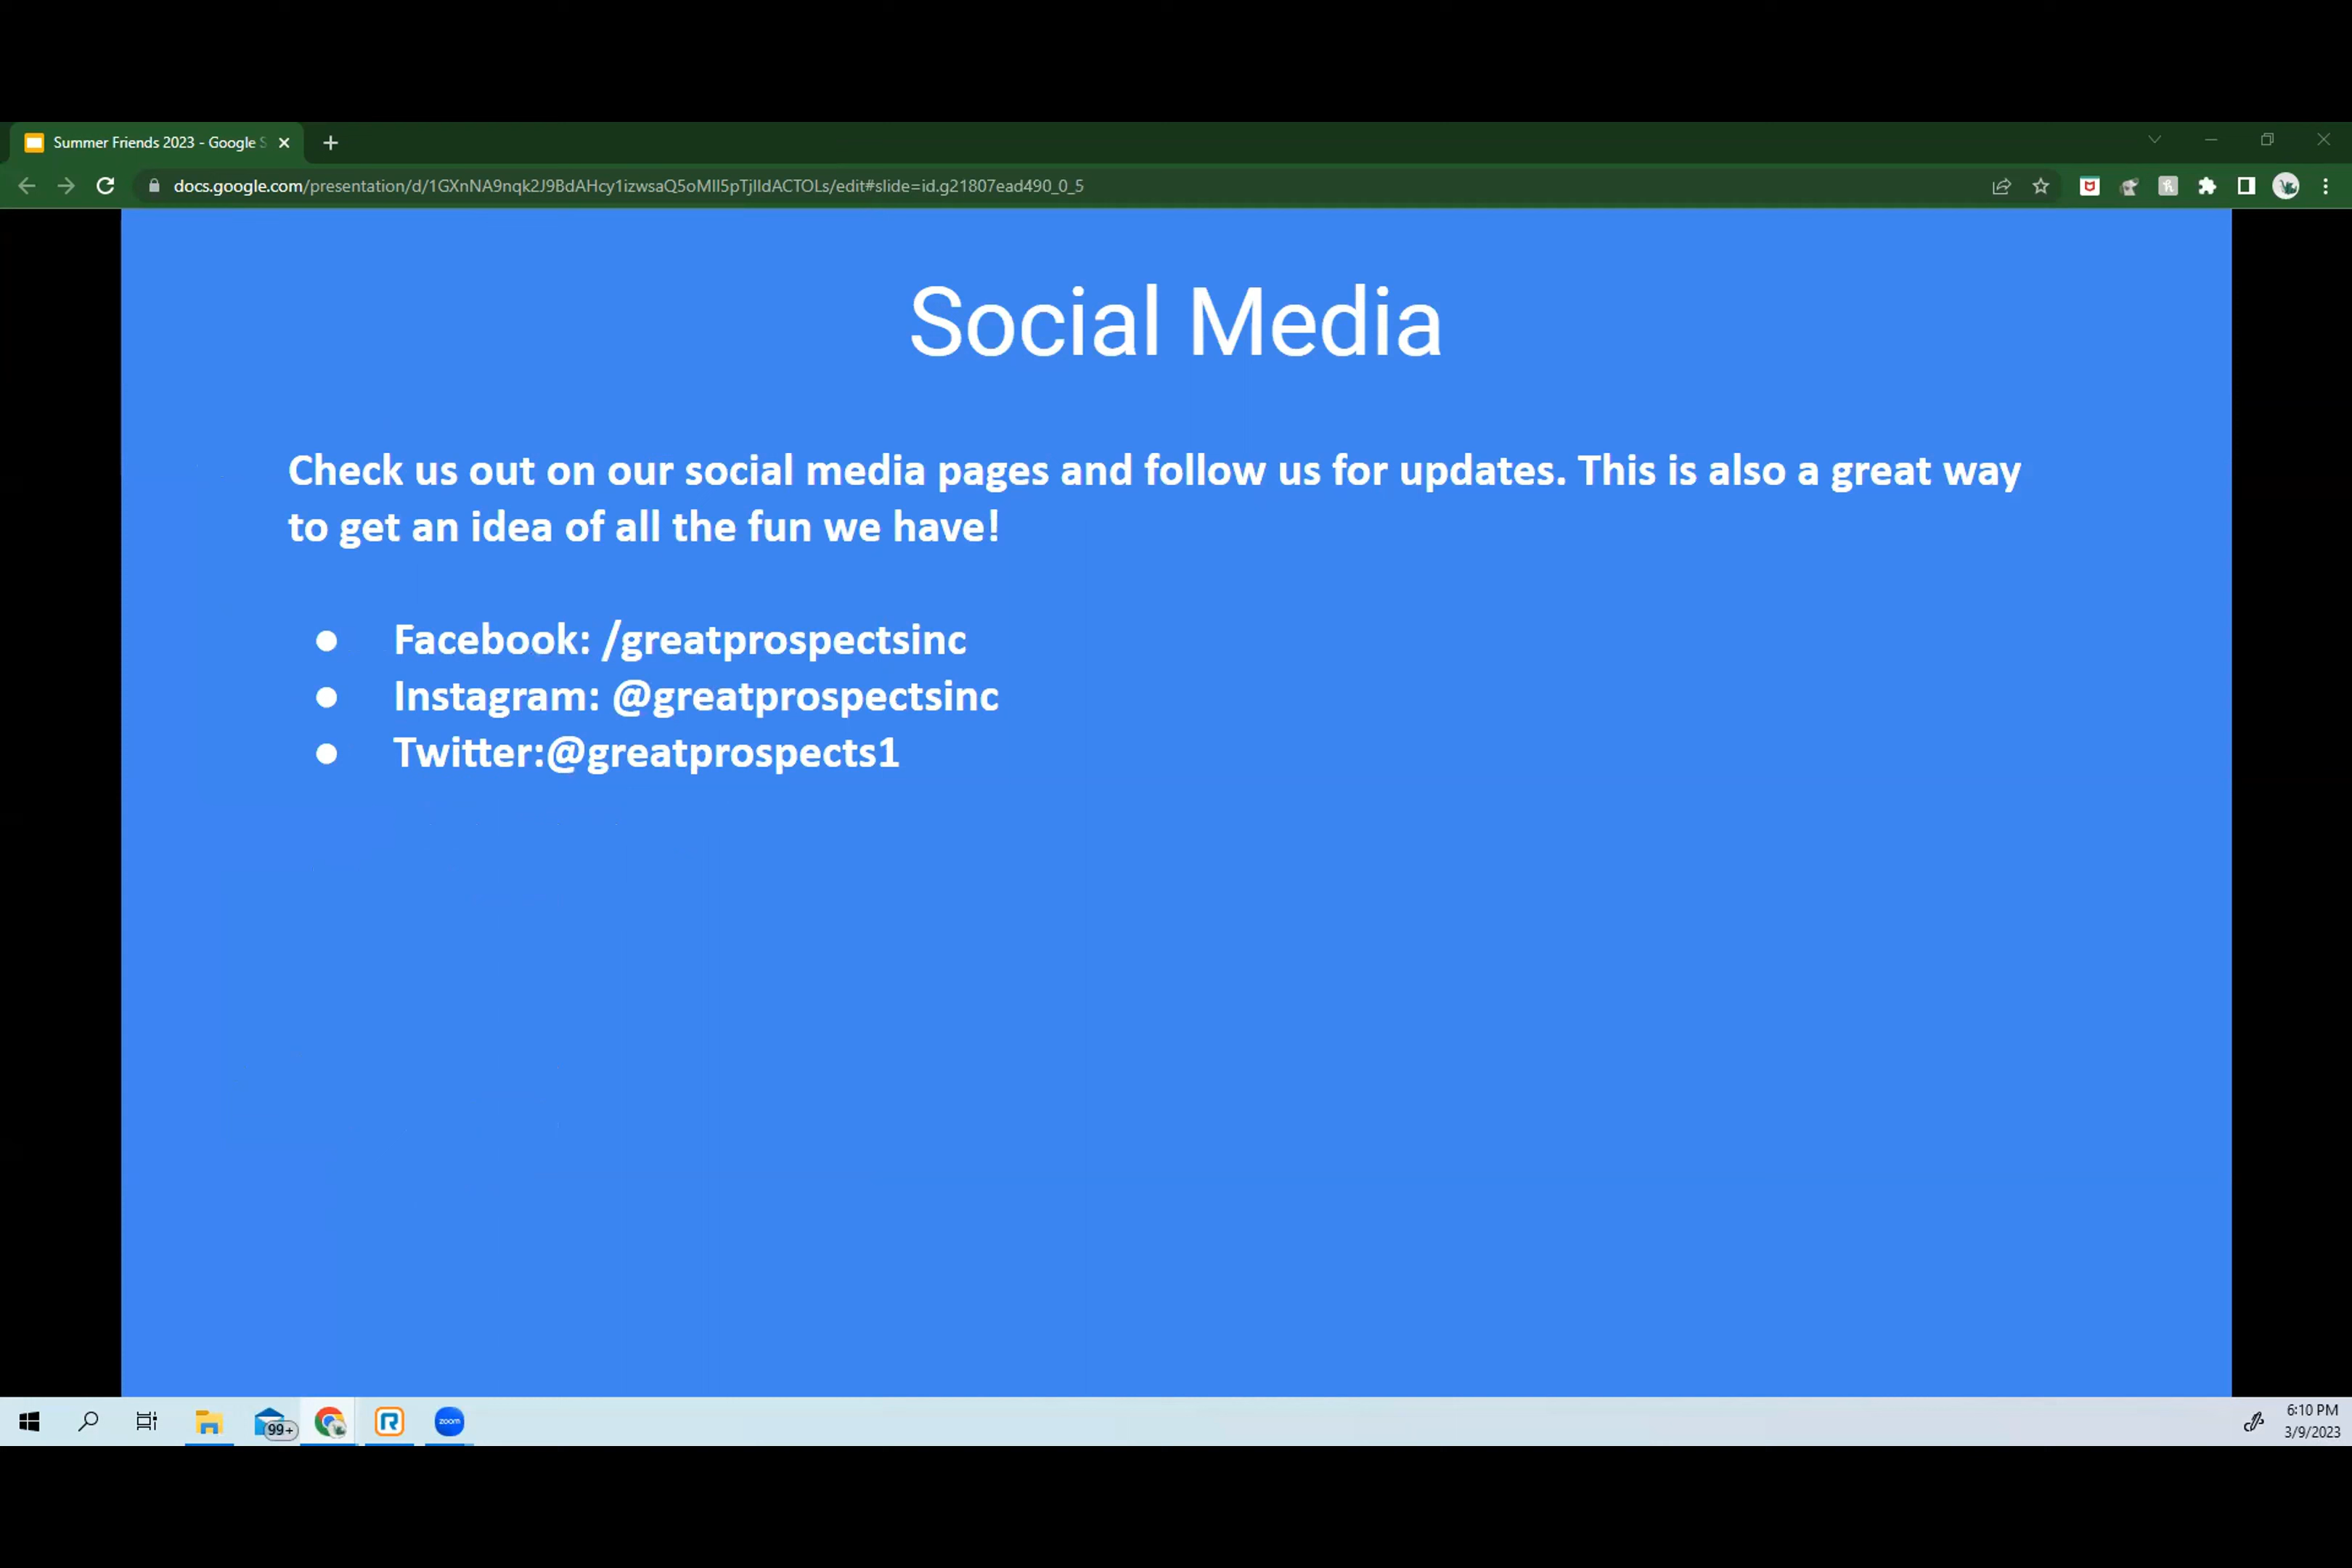 Summer Friends 2023 - Google S
docs.google.com/presentation/d/1GXnNA9nqk2J9BdAHcy1izwsaQ5oMII5pTjIIdACTOLs/edit#slide=id.g21807ead490_0_5
Social Media
Check us out on our social media pages and follow us for updates. This is also a great way
to get an idea of all the fun we have!
● Facebook: /greatprospectsinc
● Instagram: @greatprospectsinc
● Twitter:@greatprospects1
99+
zoom
6:10 PM
3/9/2023